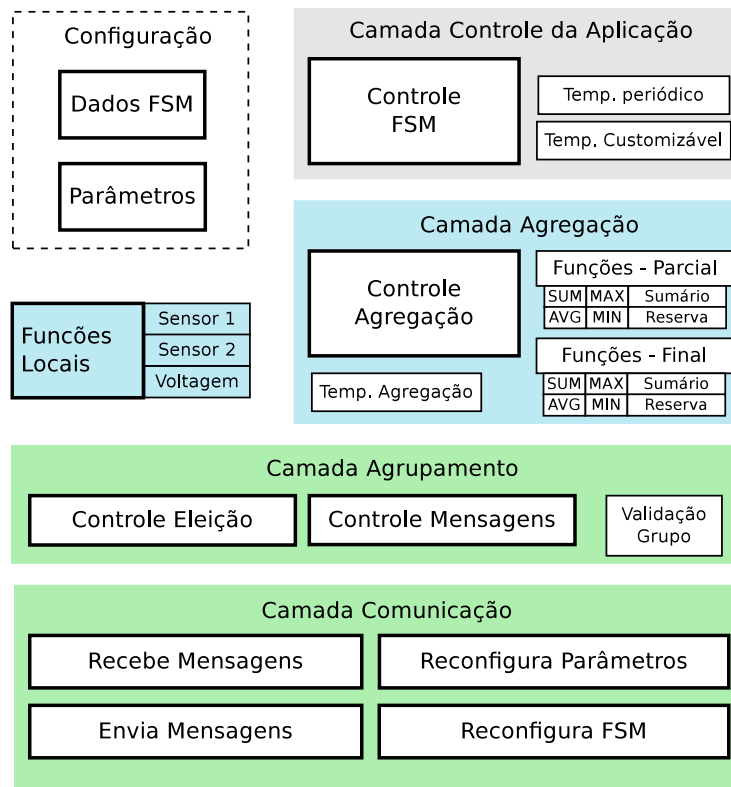 Configuração
Dados FSM
Parâmetros
Camada Controle da Aplicação
Controle
FSM
Temp. periódico
Temp. Customizável
Camada Agregação
Controle
Agregação
Temp. Agregação
Funções - Parcial
SUM MAX Sumário
AVG MIN Reserva
Funções - Final
SUM MAX Sumário
AVG MIN Reserva
Funcões
Locais
Sensor 1
Sensor 2
Voltagem
Camada Agrupamento
Controle Eleição
Controle Mensagens
Validação
Grupo
Camada Comunicação
Recebe Mensagens
Reconfigura Parâmetros
Envia Mensagens
Reconfigura FSM